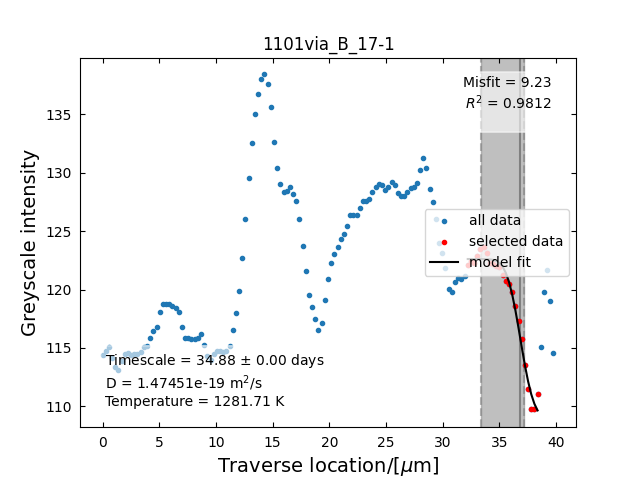 1101via_B_17-1
Misfit = 9.23
R² = 0.9812
all data
selected data
model fit
Timescale = 34.88 ± 0.00 days
D = 1.47451e-19 m²/s
Temperature = 1281.71 K
Greyscale intensity
135
130
125
120
115
110
0 5 10 15 20 25 30 35 40
Traverse location/[μm]